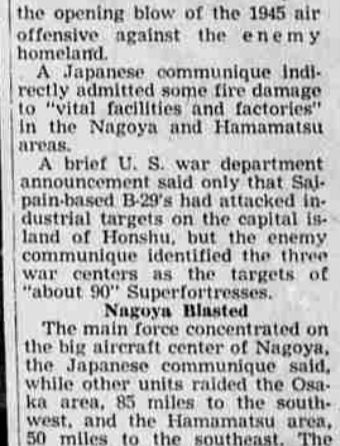 the opening blow of the 1945 air
offensive against the enemy
homeland.
A Japanese communique indi-
rectly admitted some fire damage
to "vital facilities and factories"
in the Nagoya and Hamamatsu
areas.
A brief U. S. war department
announcement said only that Sai-
pain-based B-29's had attacked in-
dustrial targets on the capital is-
land of Honshu, but the enemy
communique identified the three
war centers as the targets of
"about 90" Superfortresses.
Nagoya Blasted
The main force concentrated on
the big aircraft center of Nagoya,
the Japanese communique said,
while other units raided the Osa-
ka area, 85 miles to the south-
west, and the Hamamatsu area,
50 miles to the southeast. The